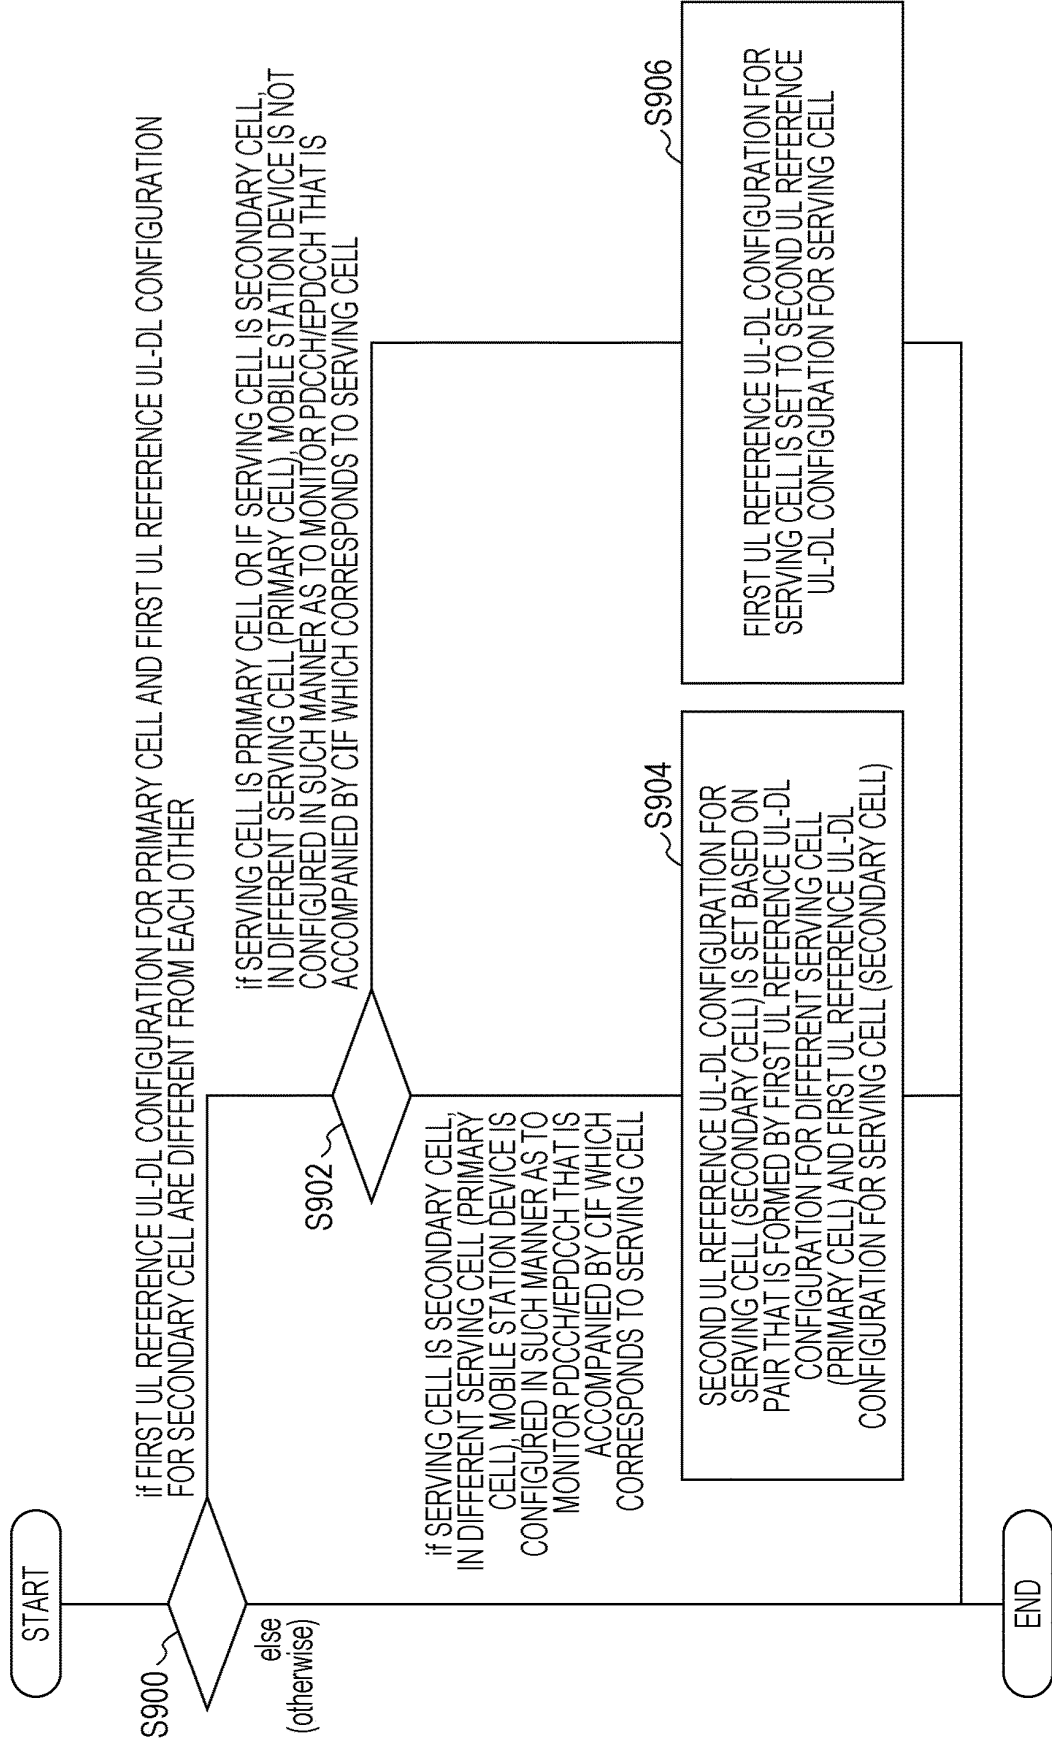 START
S900
if FIRST UL REFERENCE UL-DL CONFIGURATION FOR PRIMARY CELL AND FIRST UL REFERENCE UL-DL CONFIGURATION
FOR SECONDARY CELL ARE DIFFERENT FROM EACH OTHER
else
(otherwise)
S902
if SERVING CELL IS PRIMARY CELL OR IF SERVING CELL IS SECONDARY CELL,
IN DIFFERENT SERVING CELL (PRIMARY CELL), MOBILE STATION DEVICE IS NOT
CONFIGURED IN SUCH MANNER AS TO MONITOR PDCCH/EPDCCH THAT IS
ACCOMPANIED BY CIF WHICH CORRESPONDS TO SERVING CELL
if SERVING CELL IS SECONDARY CELL,
IN DIFFERENT SERVING CELL (PRIMARY
CELL), MOBILE STATION DEVICE IS
CONFIGURED IN SUCH MANNER AS TO
MONITOR PDCCH/EPDCCH THAT IS
ACCOMPANIED BY CIF WHICH
CORRESPONDS TO SERVING CELL
S904
SECOND UL REFERENCE UL-DL CONFIGURATION FOR
SERVING CELL (SECONDARY CELL) IS SET BASED ON
PAIR THAT IS FORMED BY FIRST UL REFERENCE UL-DL
CONFIGURATION FOR DIFFERENT SERVING CELL
(PRIMARY CELL) AND FIRST UL REFERENCE UL-DL
CONFIGURATION FOR SERVING CELL (SECONDARY CELL)
S906
FIRST UL REFERENCE UL-DL CONFIGURATION FOR
SERVING CELL IS SET TO SECOND UL REFERENCE
UL-DL CONFIGURATION FOR SERVING CELL
END